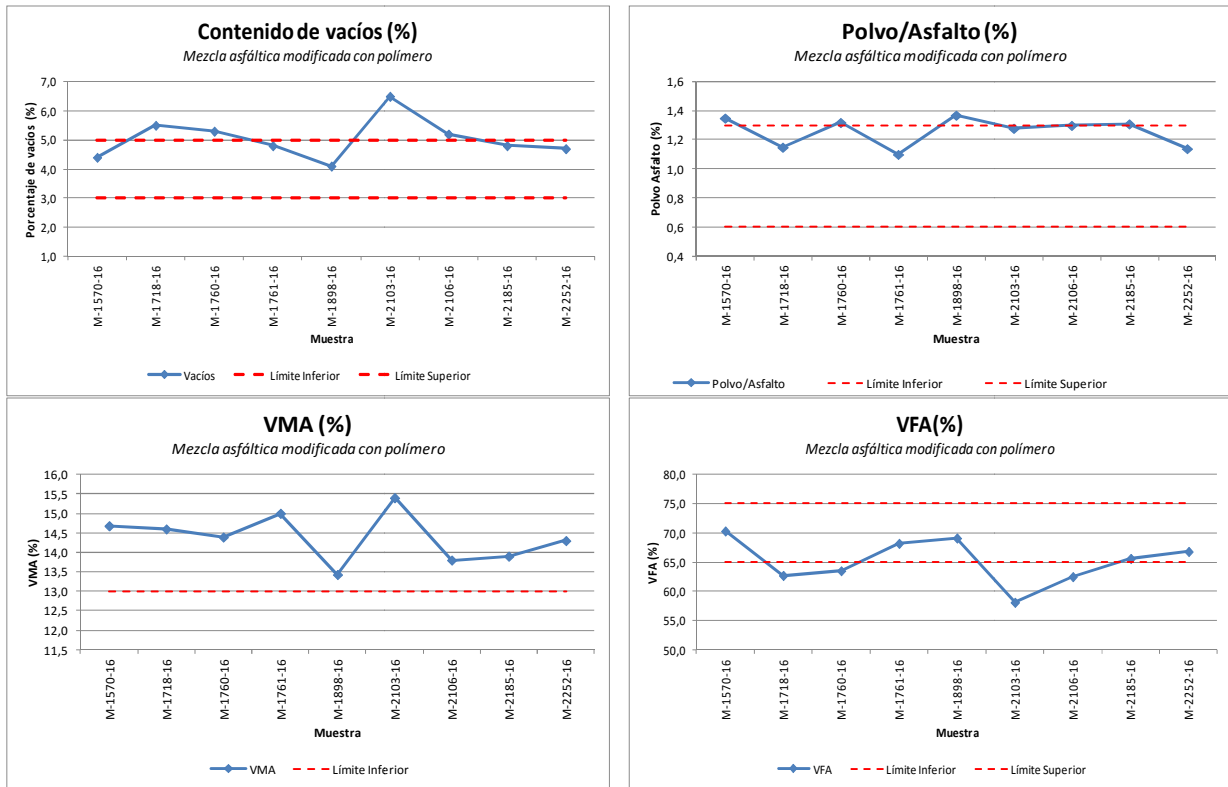 Contenido de vacíos (%)
Mezcla asfáltica modificada con polímero
Porcentaje de vacíos (%)
7,0
6,0
5,0
4,0
3,0
2,0
1,0
M-1570-16
M-1718-16
M-1760-16
M-1761-16
M-1898-16
M-2103-16
M-2106-16
M-2185-16
M-2252-16
Muestra
Vacíos Límite Inferior Límite Superior
Polvo/Asfalto (%)
Mezcla asfáltica modificada con polímero
Polvo Asfalto (%)
1,6
1,4
1,2
1,0
0,8
0,6
0,4
M-1570-16
M-1718-16
M-1760-16
M-1761-16
M-1898-16
M-2103-16
M-2106-16
M-2185-16
M-2252-16
Muestra
Polvo/Asfalto Límite Inferior Límite Superior
VMA (%)
Mezcla asfáltica modificada con polímero
VMA (%)
16,0
15,5
15,0
14,5
14,0
13,5
13,0
12,5
12,0
11,5
M-1570-16
M-1718-16
M-1760-16
M-1761-16
M-1898-16
M-2103-16
M-2106-16
M-2185-16
M-2252-16
Muestra
VMA Límite Inferior
VFA(%)
Mezcla asfáltica modificada con polímero
VFA (%)
80,0
75,0
70,0
65,0
60,0
55,0
50,0
M-1570-16
M-1718-16
M-1760-16
M-1761-16
M-1898-16
M-2103-16
M-2106-16
M-2185-16
M-2252-16
Muestra
VFA Límite Inferior Límite Superior